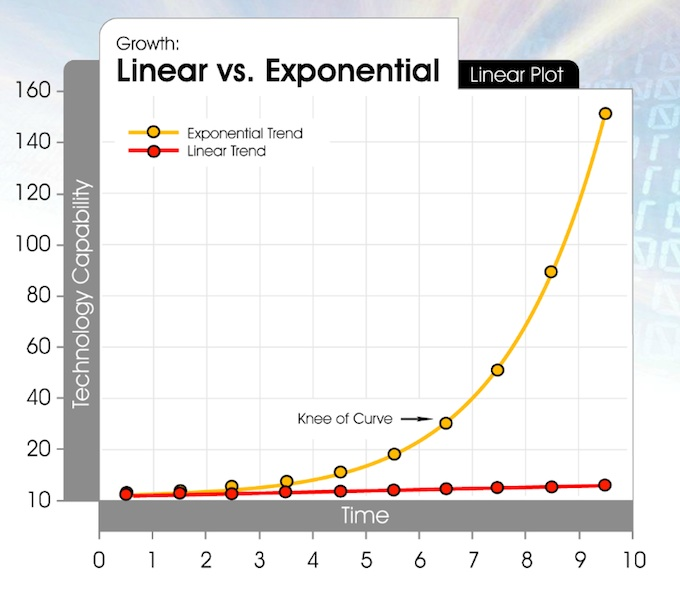 Growth:
Linear vs. Exponential
Linear Plot
160
140
120
100
80
60
40
20
10
Technology Capability
Exponential Trend
Linear Trend
Knee of Curve
Time
0 1 2 3 4 5 6 7 8 9 10